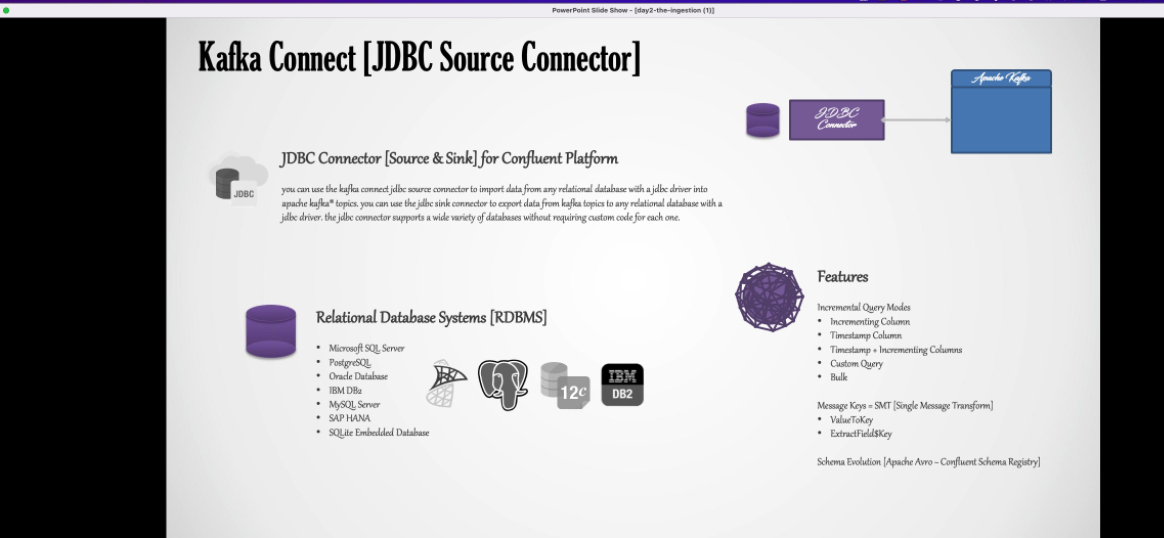 PowerPoint Slide Show - [day2-the-ingestion (1)]
Kafka Connect [JDBC Source Connector]
JDBC
Connector
Apache Kafka
JDBC Connector [Source & Sink] for Confluent Platform
JDBC
you can use the kafka connect jdbc source connector to import data from any relational database with a jdbc driver into
apache kafka® topics. you can use the jdbc sink connector to export data from kafka topics to any relational database with a
jdbc driver. the jdbc connector supports a wide variety of databases without requiring custom code for each one.
Relational Database Systems [RDBMS]
• Microsoft SQL Server
• PostgreSQL
• Oracle Database
• IBM DB2
• MySQL Server
• SAP HANA
• SQLite Embedded Database
12c
IBM
DB2
Features
Incremental Query Modes
• Incrementing Column
• Timestamp Column
• Timestamp + Incrementing Columns
• Custom Query
• Bulk
Message Keys = SMT [Single Message Transform]
• ValueToKey
• ExtractField$Key
Schema Evolution [Apache Avro – Confluent Schema Registry]